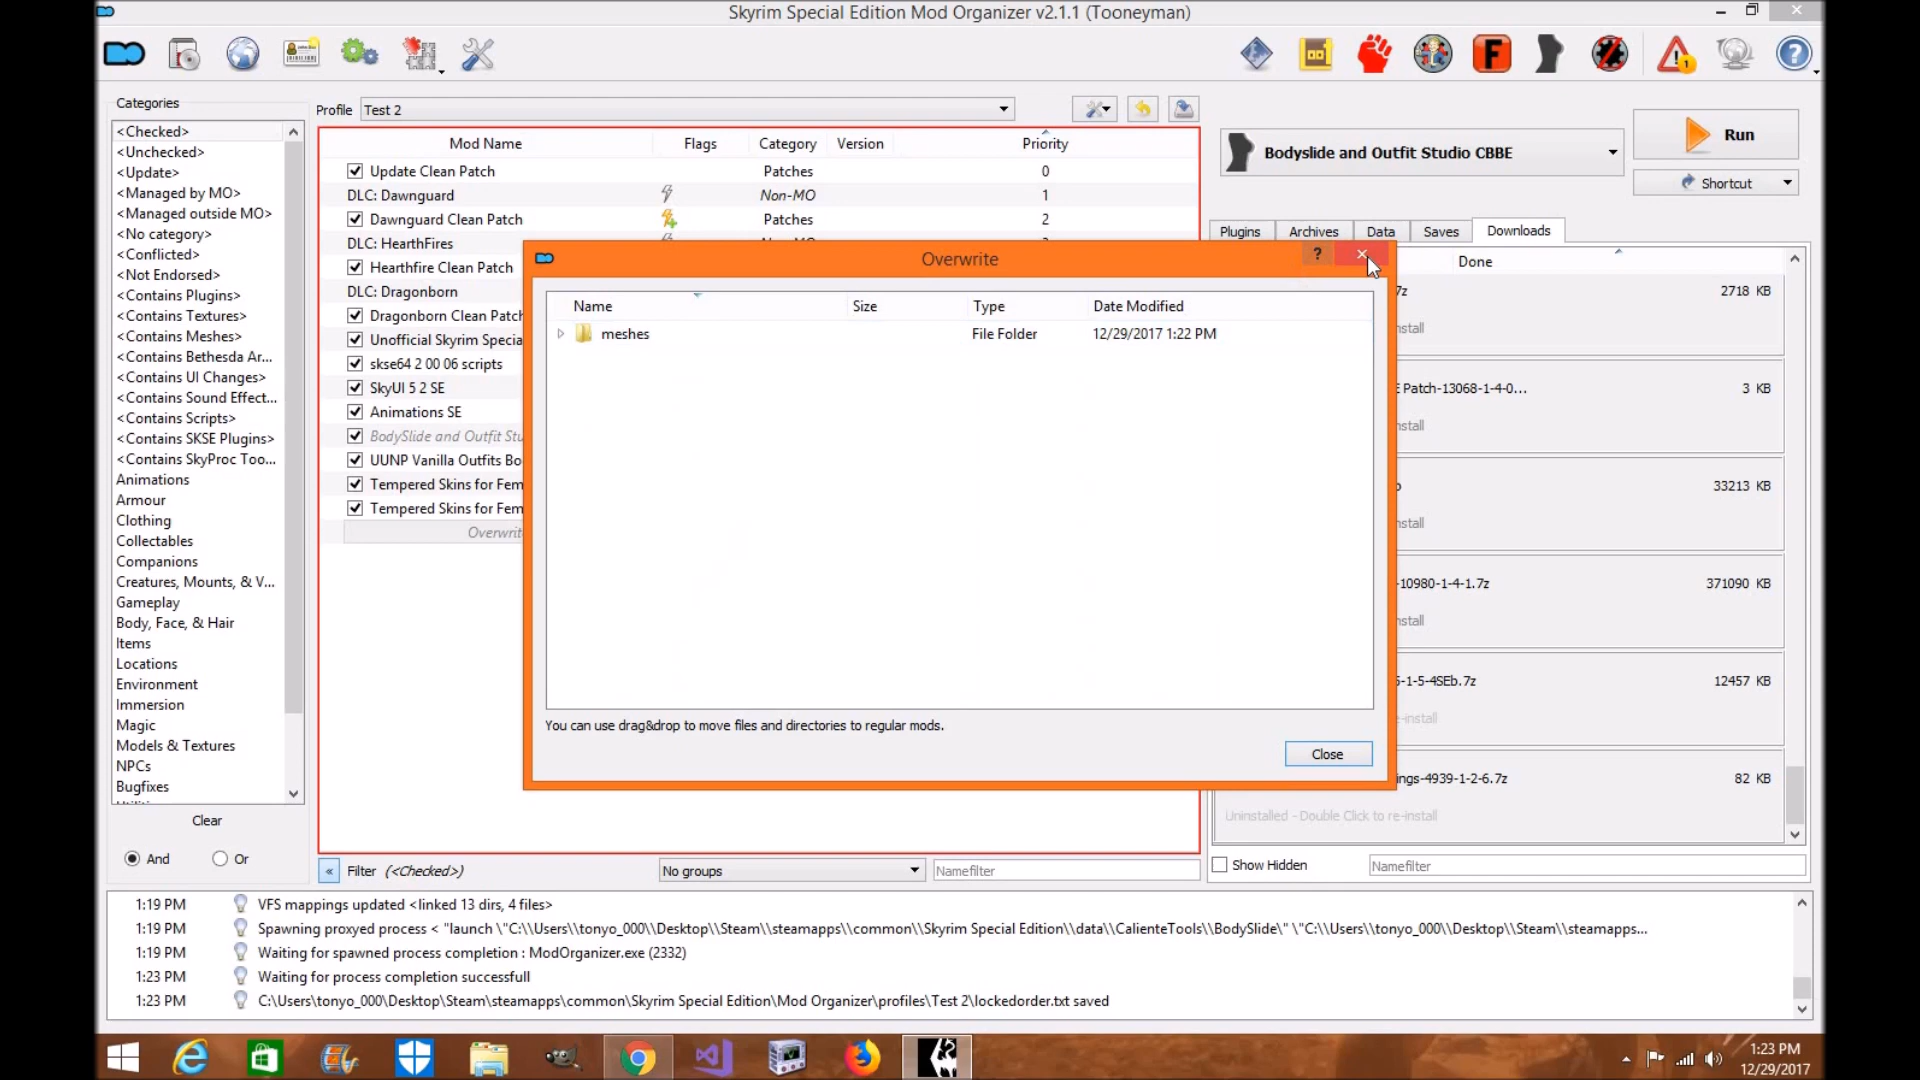 Skyrim Special Edition Mod Organizer v2.1.1 (Tooneyman)
Categories
<Checked>
<Unchecked>
<Update>
<Managed by MO>
<Managed outside MO>
<No category>
<Conflicted>
<Not Endorsed>
<Contains Plugins>
<Contains Textures>
<Contains Meshes>
<Contains Bethesda Ar...
<Contains UI Changes>
<Contains Sound Effect...
<Contains Scripts>
<Contains SKSE Plugins>
<Contains SkyProc Too...
Animations
Armour
Clothing
Collectables
Companions
Creatures, Mounts, & V...
Gameplay
Body, Face, & Hair
Items
Locations
Environment
Immersion
Magic
Models & Textures
NPCs
Bugfixes
Clear
And Or
Profile Test 2
Mod Name Flags Category Version Priority
Update Clean Patch Patches 0
DLC: Dawnguard Non-MO 1
Dawnguard Clean Patch Patches 2
DLC: HearthFires
Hearthfire Clean Patch
DLC: Dragonborn
Dragonborn Clean Patch
Unofficial Skyrim Specia
skse64 2 00 06 scripts
SkyUI 5 2 SE
Animations SE
BodySlide and Outfit Stu
UUNP Vanilla Outfits Bo
Tempered Skins for Fem
Tempered Skins for Fem
Overwrit
« Filter (<Checked>) No groups Namefilter
Overwrite ?
Name Size Type Date Modified
meshes File Folder 12/29/2017 1:22 PM
You can use drag&drop to move files and directories to regular mods.
Close
1
?
Bodyslide and Outfit Studio CBBE
Run
Shortcut
Plugins Archives Data Saves Downloads
Done
7z 2718 KB
stall
E Patch-13068-1-4-0... 3 KB
stall
33213 KB
stall
-10980-1-4-1.7z 371090 KB
stall
-1-5-4SEb.7z 12457 KB
-install
ings-4939-1-2-6.7z 82 KB
Uninstalled - Double Click to re-install
Show Hidden Namefilter
1:19 PM VFS mappings updated <linked 13 dirs, 4 files>
1:19 PM Spawning proxyed process < "launch \"C:\\Users\\tonyo_000\\Desktop\\Steam\\steamapps\\common\\Skyrim Special Edition\\data\\CalienteTools\\BodySlide\" \"C:\\Users\\tonyo_000\\Desktop\\Steam\\steamapps...
1:19 PM Waiting for spawned process completion : ModOrganizer.exe (2332)
1:23 PM Waiting for process completion successful
1:23 PM C:\Users\tonyo_000\Desktop\Steam\steamapps\common\Skyrim Special Edition\Mod Organizer\profiles\Test 2\lockedorder.txt saved
1:23 PM
12/29/2017